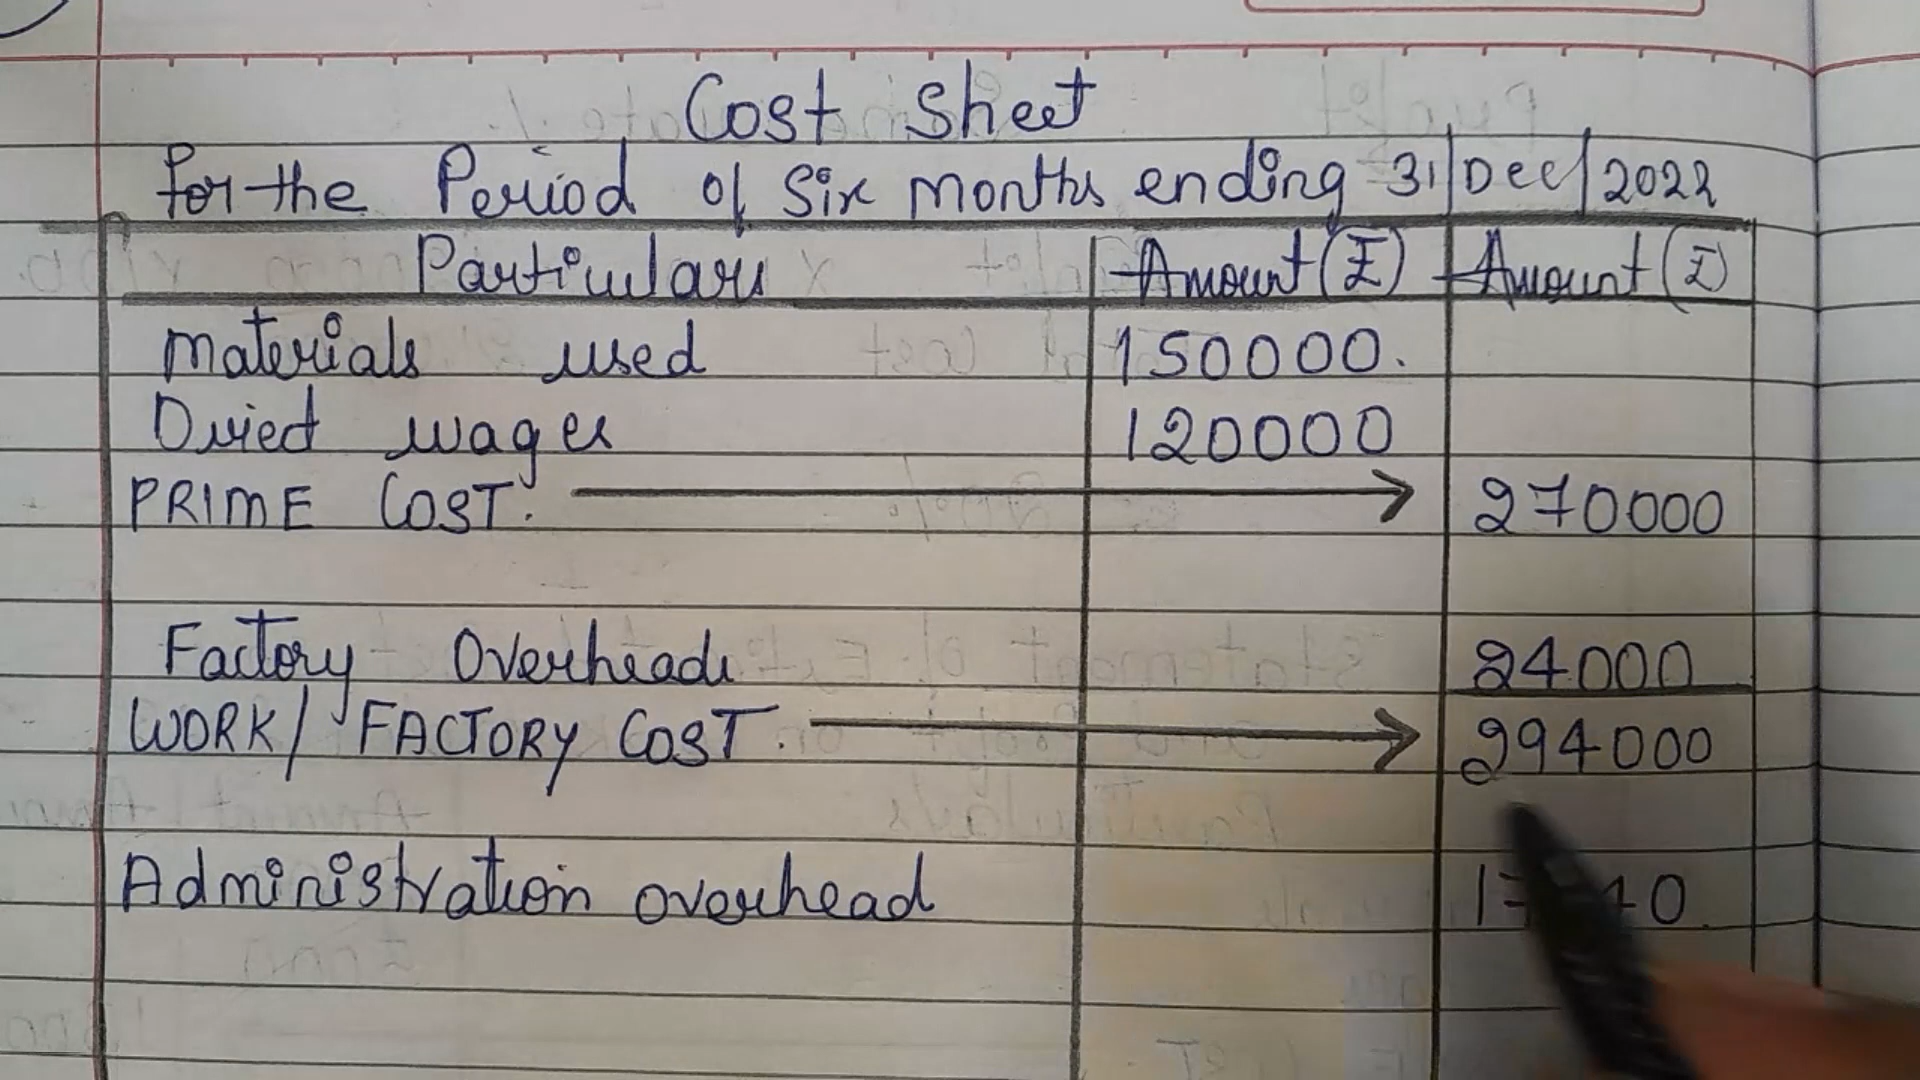 Cost Sheet
For the Period of Six months ending 31/Dec/2022
Particulars Amount (₹) Amount (₹)
Materials used 150000.
Direct wages 120000
PRIME COST. → 270000
Factory Overheads 24000
WORK/FACTORY COST. → 294000
Administration overhead